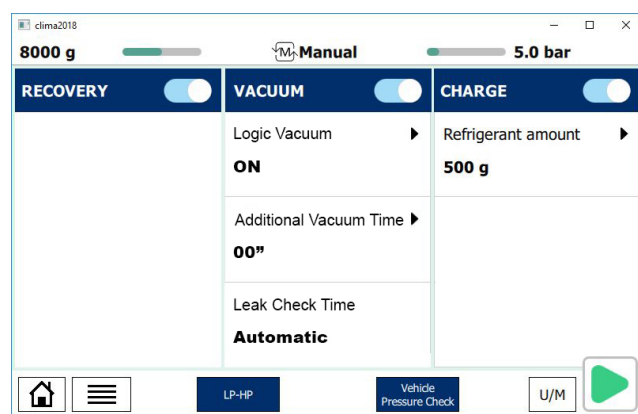 clima2018
8000 g
M Manual
5.0 bar
RECOVERY
VACUUM
Logic Vacuum
ON
Additional Vacuum Time
00”
Leak Check Time
Automatic
CHARGE
Refrigerant amount
500 g
LP-HP
Vehicle
Pressure Check
U/M